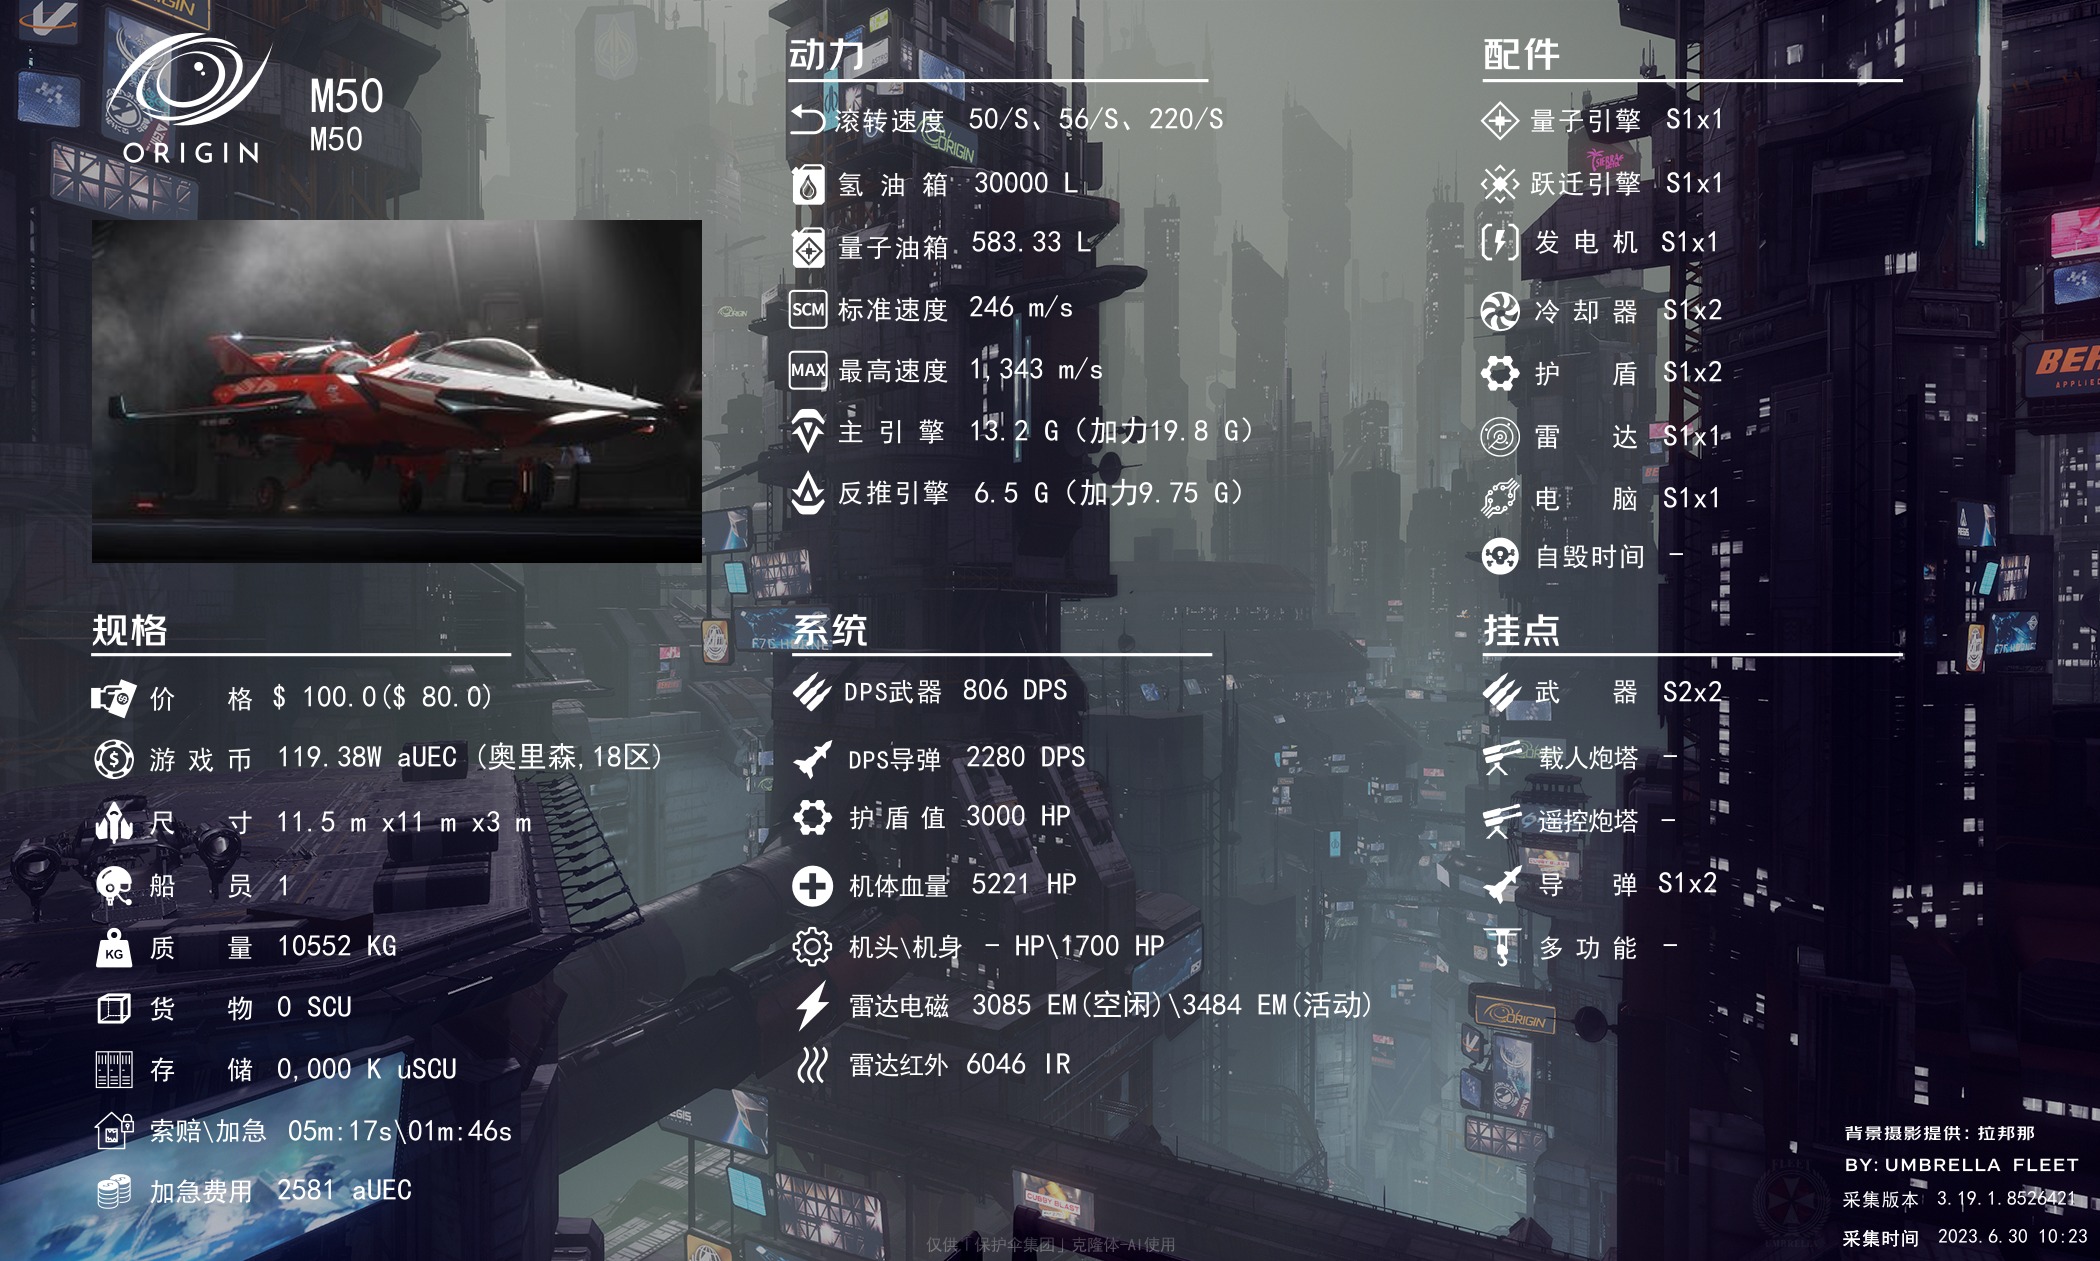 ORIGIN
M50
M50
动力
滚转速度 50/S、56/S、220/S
氢油箱 30000 L
量子油箱 583.33 L
SCM 标准速度 246 m/s
MAX 最高速度 1,343 m/s
主引擎 13.2 G（加力19.8 G）
反推引擎 6.5 G（加力9.75 G）
配件
量子引擎 S1x1
跃迁引擎 S1x1
发电机 S1x1
冷却器 S1x2
护盾 S1x2
雷达 S1x1
电脑 S1x1
自毁时间 -
规格
价格 $ 100.0($ 80.0)
游戏币 119.38W aUEC (奥里森,18区)
尺寸 11.5 m x11 m x3 m
船员 1
KG 质量 10552 KG
货物 0 SCU
存储 0,000 K uSCU
索赔\加急 05m:17s\01m:46s
加急费用 2581 aUEC
系统
DPS武器 806 DPS
DPS导弹 2280 DPS
护盾值 3000 HP
机体血量 5221 HP
机头\机身 - HP\1700 HP
雷达电磁 3085 EM(空闲)\3484 EM(活动)
雷达红外 6046 IR
挂点
武器 S2x2
载人炮塔 -
遥控炮塔 -
导弹 S1x2
多功能 -
背景摄影提供: 拉邦那
BY: UMBRELLA FLEET
采集版本 3.19.1.8526421
采集时间 2023.6.30 10:23
仅供｜保护伞集团｜克隆体-AI使用